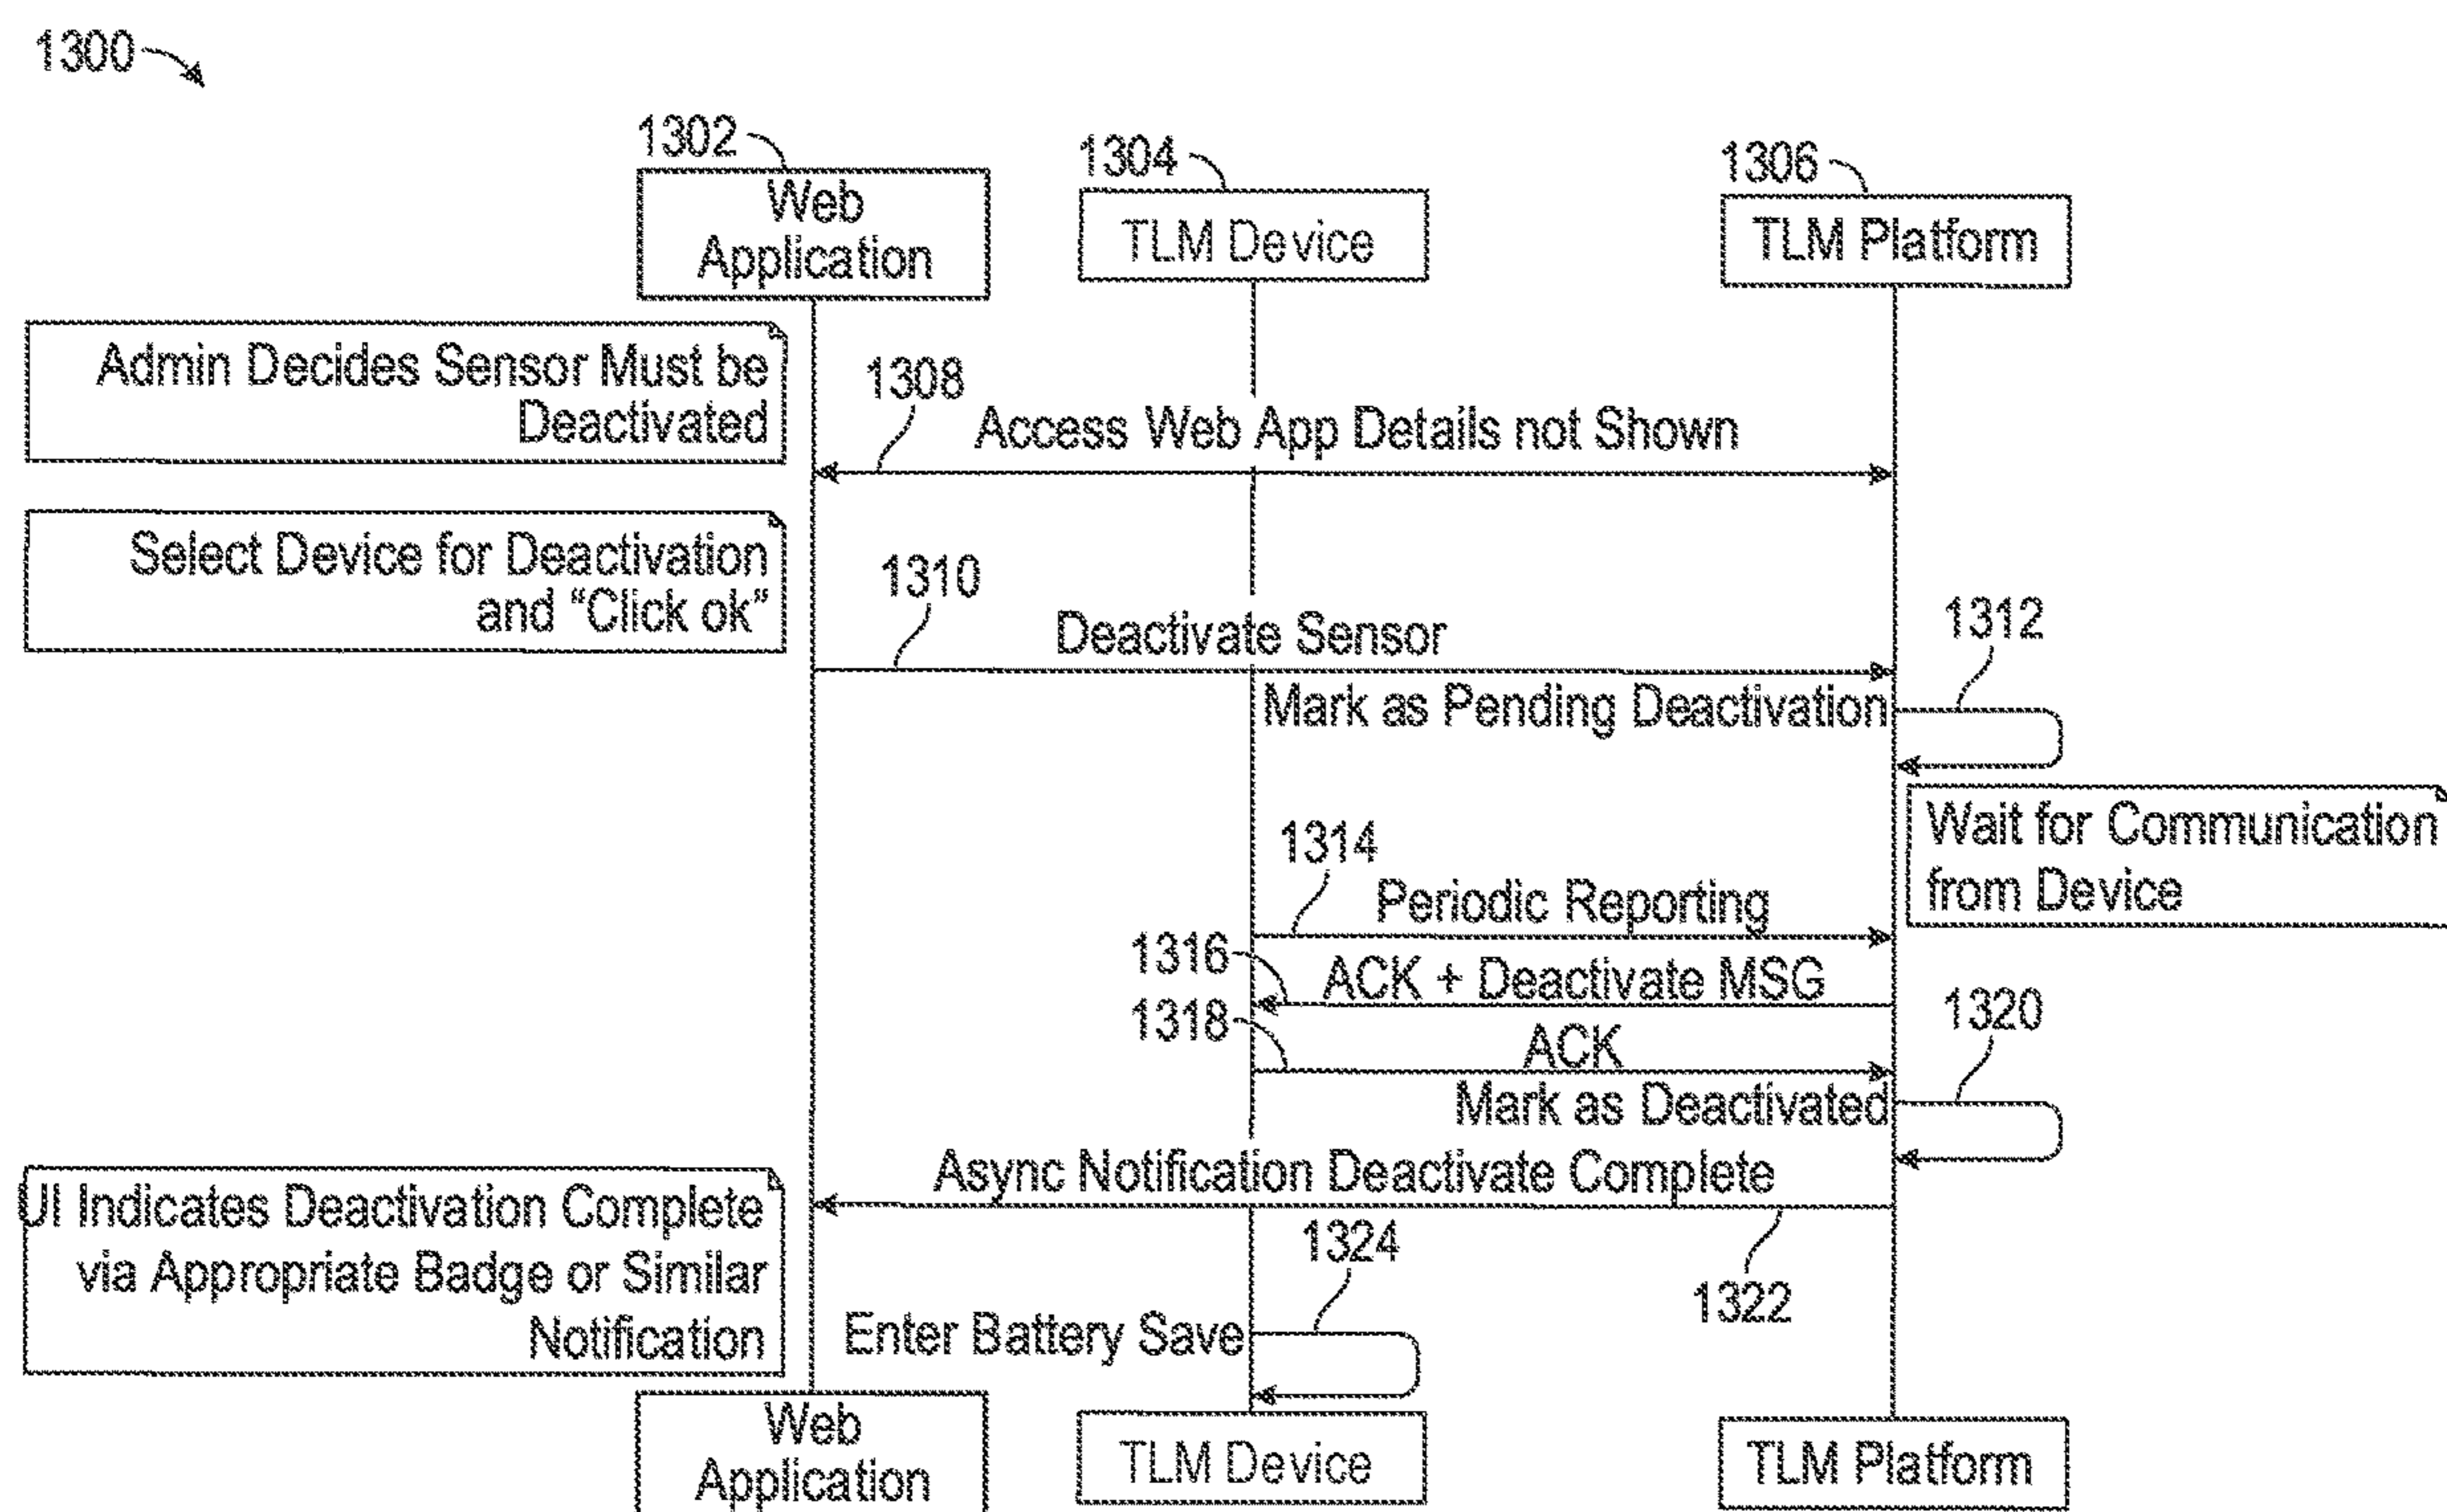 1300
1302
1304
1306
Web
Application
TLM Device
TLM Platform
Admin Decides Sensor Must be
Deactivated
1308
Access Web App Details not Shown
Select Device for Deactivation
and “Click ok”
1310
Deactivate Sensor
1312
Mark as Pending Deactivation
Wait for Communication
from Device
1314
Periodic Reporting
1316
ACK + Deactivate MSG
1318
ACK
1320
Mark as Deactivated
Async Notification Deactivate Complete
UI Indicates Deactivation Complete
via Appropriate Badge or Similar
Notification
1324
1322
Enter Battery Save
Web
Application
TLM Device
TLM Platform